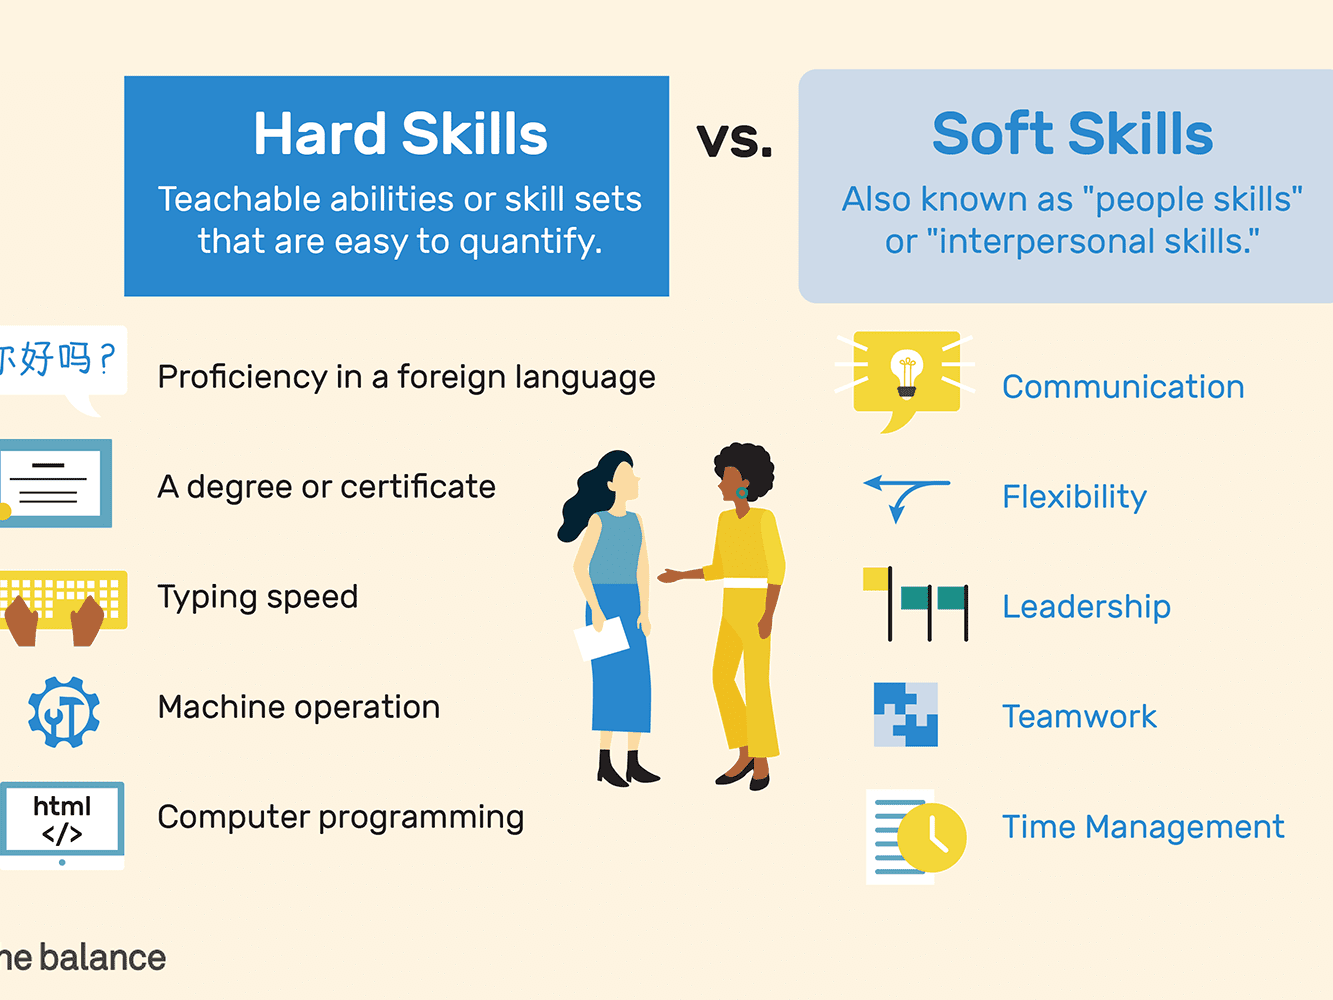 Hard Skills
Teachable abilities or skill sets
that are easy to quantify.
好吗?
Proficiency in a foreign language
A degree or certificate
Typing speed
Machine operation
html
</>
Computer programming
vs.
Soft Skills
Also known as "people skills"
or "interpersonal skills."
Communication
Flexibility
Leadership
Teamwork
Time Management
he balance